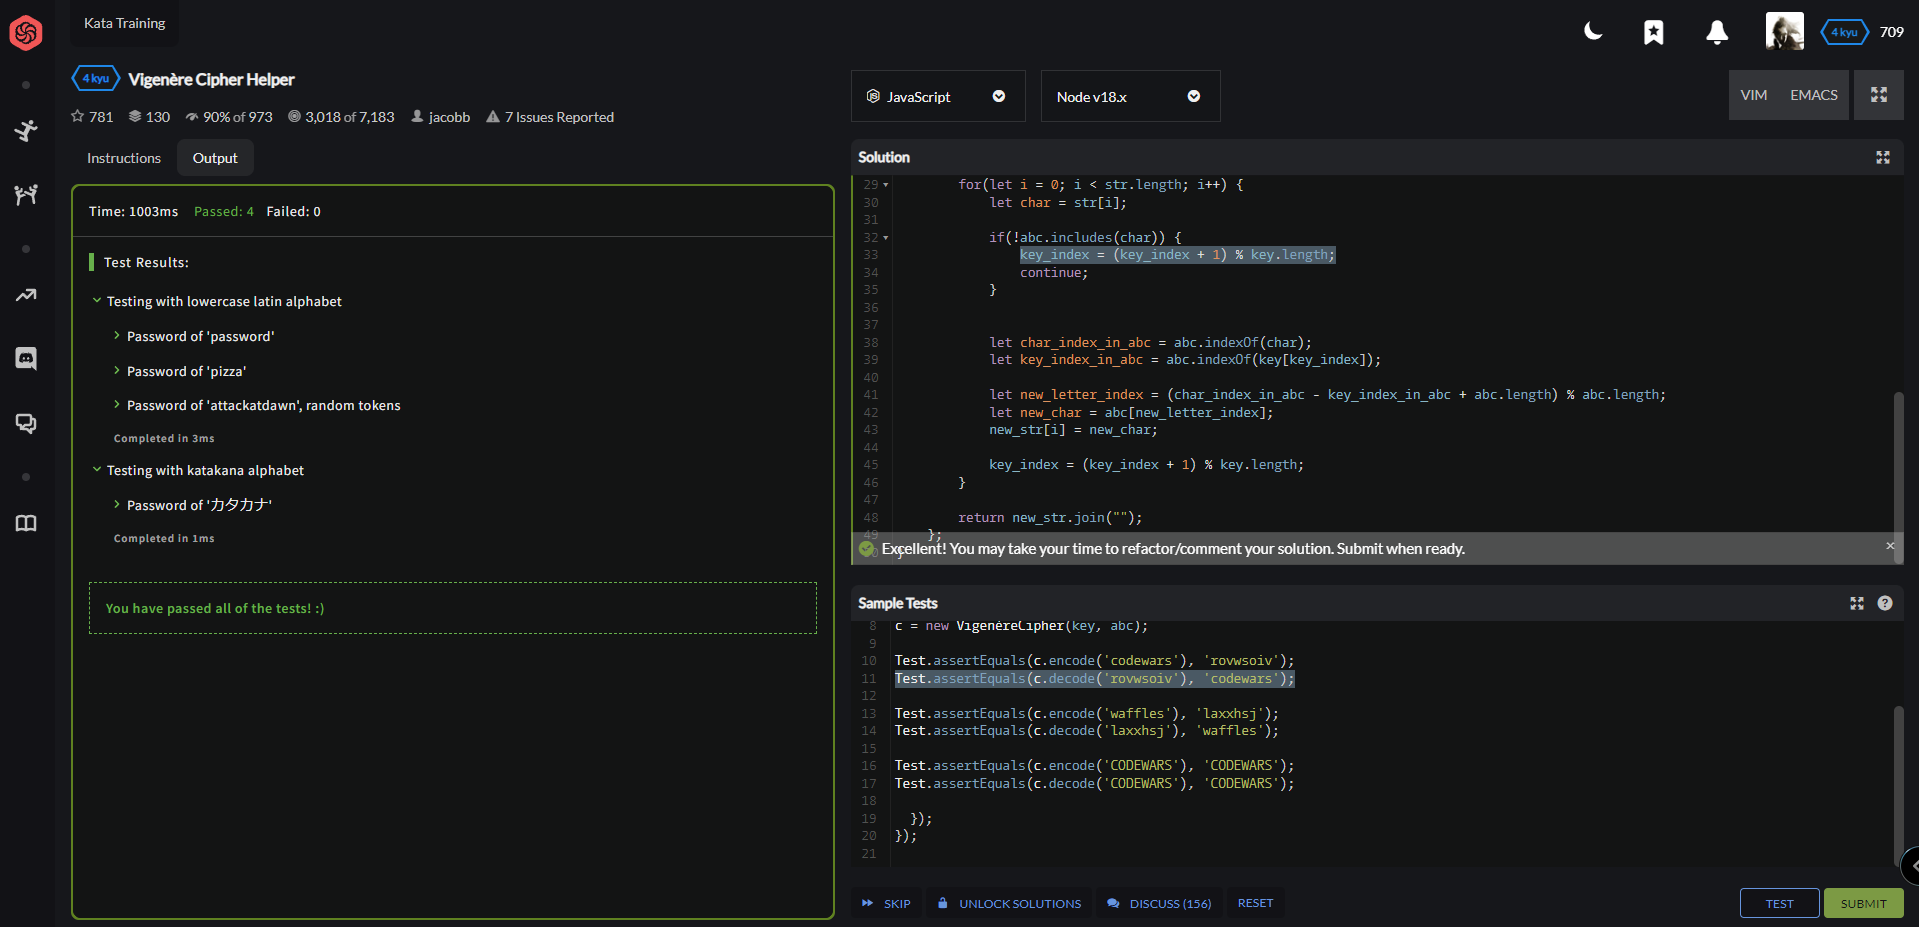 Kata Training
4 kyu
709
4 kyu Vigenère Cipher Helper
781 130 90% of 973 3,018 of 7,183 jacobb 7 Issues Reported
Instructions Output
Time: 1003ms Passed: 4 Failed: 0
Test Results:
Testing with lowercase latin alphabet
Password of 'password'
Password of 'pizza'
Password of 'attackatdawn', random tokens
Completed in 3ms
Testing with katakana alphabet
Password of 'カタカナ'
Completed in 1ms
You have passed all of the tests! :)
JavaScript
Node v18.x
VIM EMACS
Solution
29 for(let i = 0; i < str.length; i++) {
30 let char = str[i];
31
32 if(!abc.includes(char)) {
33 key_index = (key_index + 1) % key.length;
34 continue;
35 }
36
37
38 let char_index_in_abc = abc.indexOf(char);
39 let key_index_in_abc = abc.indexOf(key[key_index]);
40
41 let new_letter_index = (char_index_in_abc - key_index_in_abc + abc.length) % abc.length;
42 let new_char = abc[new_letter_index];
43 new_str[i] = new_char;
44
45 key_index = (key_index + 1) % key.length;
46 }
47
48 return new_str.join("");
49 };
Excellent! You may take your time to refactor/comment your solution. Submit when ready.
Sample Tests
8 c = new VigenèreCipher(key, abc);
9
10 Test.assertEquals(c.encode('codewars'), 'rovwsoiv');
11 Test.assertEquals(c.decode('rovwsoiv'), 'codewars');
12
13 Test.assertEquals(c.encode('waffles'), 'laxxhsj');
14 Test.assertEquals(c.decode('laxxhsj'), 'waffles');
15
16 Test.assertEquals(c.encode('CODEWARS'), 'CODEWARS');
17 Test.assertEquals(c.decode('CODEWARS'), 'CODEWARS');
18
19 });
20 });
21
SKIP UNLOCK SOLUTIONS DISCUSS (156) RESET
TEST SUBMIT